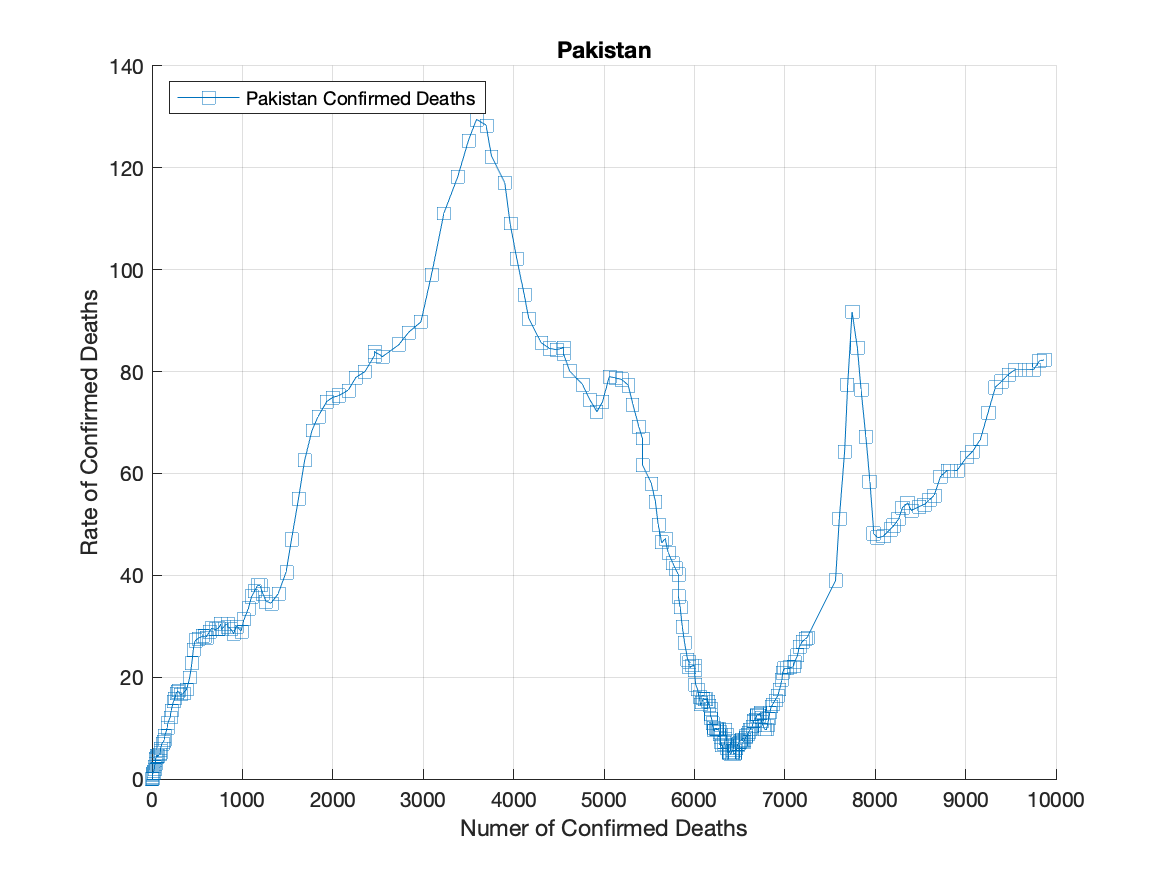 Pakistan
Pakistan Confirmed Deaths
Rate of Confirmed Deaths
140
120
100
80
60
40
20
0
0 1000 2000 3000 4000 5000 6000 7000 8000 9000 10000
Numer of Confirmed Deaths